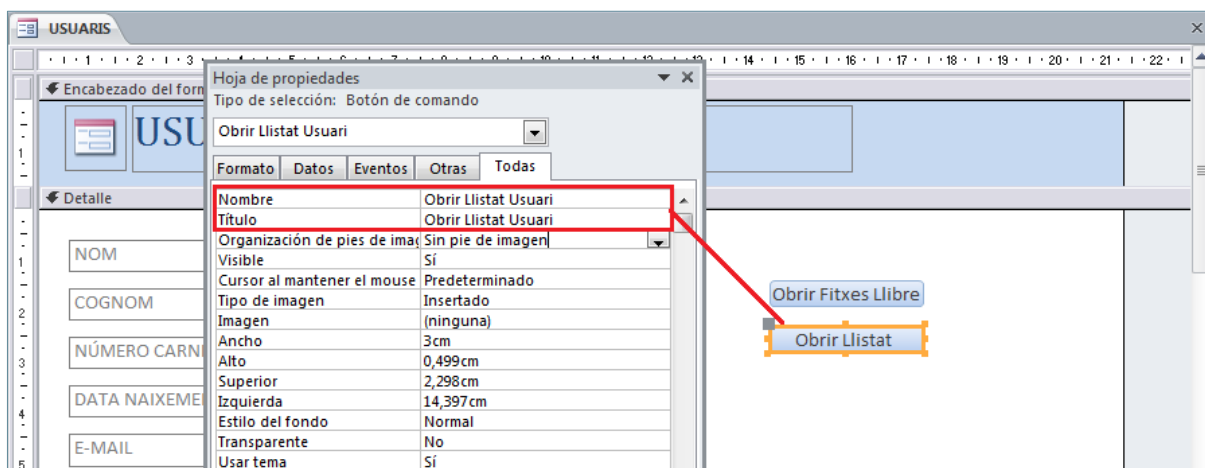 USUARIS
Encabezado del form
USU
Hoja de propiedades
Tipo de selección: Botón de comando
Obrir Llistat Usuari
Formato Datos Eventos Otras Todas
Nombre Obrir Llistat Usuari
Título Obrir Llistat Usuari
Organización de pies de imag Sin pie de imagen
Visible Sí
Cursor al mantener el mouse Predeterminado
Tipo de imagen Insertado
Imagen (ninguna)
Ancho 3cm
Alto 0,499cm
Superior 2,298cm
Izquierda 14,397cm
Estilo del fondo Normal
Transparente No
Usar tema Sí
Detalle
NOM
COGNOM
NÚMERO CARN
DATA NAIXEME
E-MAIL
Obrir Fitxes Llibre
Obrir Llistat